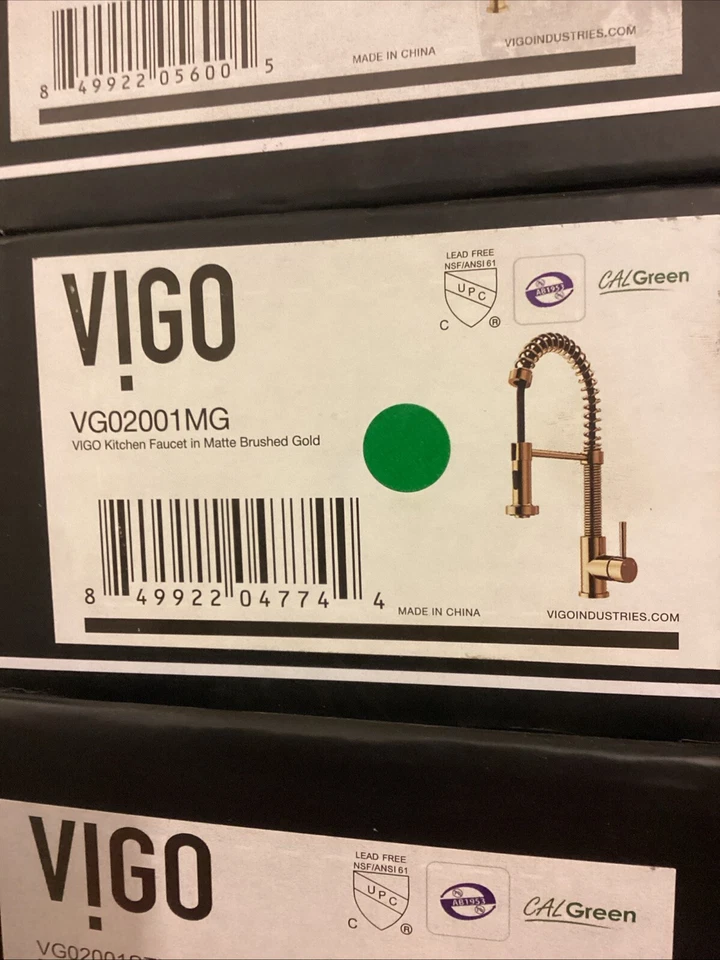 8 49922 05600 5
MADE IN CHINA
VIGOINDUSTRIES.COM
VIGO
LEAD FREE
NSF/ANSI 61
UPC
C ®
AB1953
CALGreen
VG02001MG
VIGO Kitchen Faucet in Matte Brushed Gold
8 49922 04774 4
MADE IN CHINA
VIGOINDUSTRIES.COM
VIGO
LEAD FREE
NSF/ANSI 61
UPC
C ®
AB1953
CALGreen